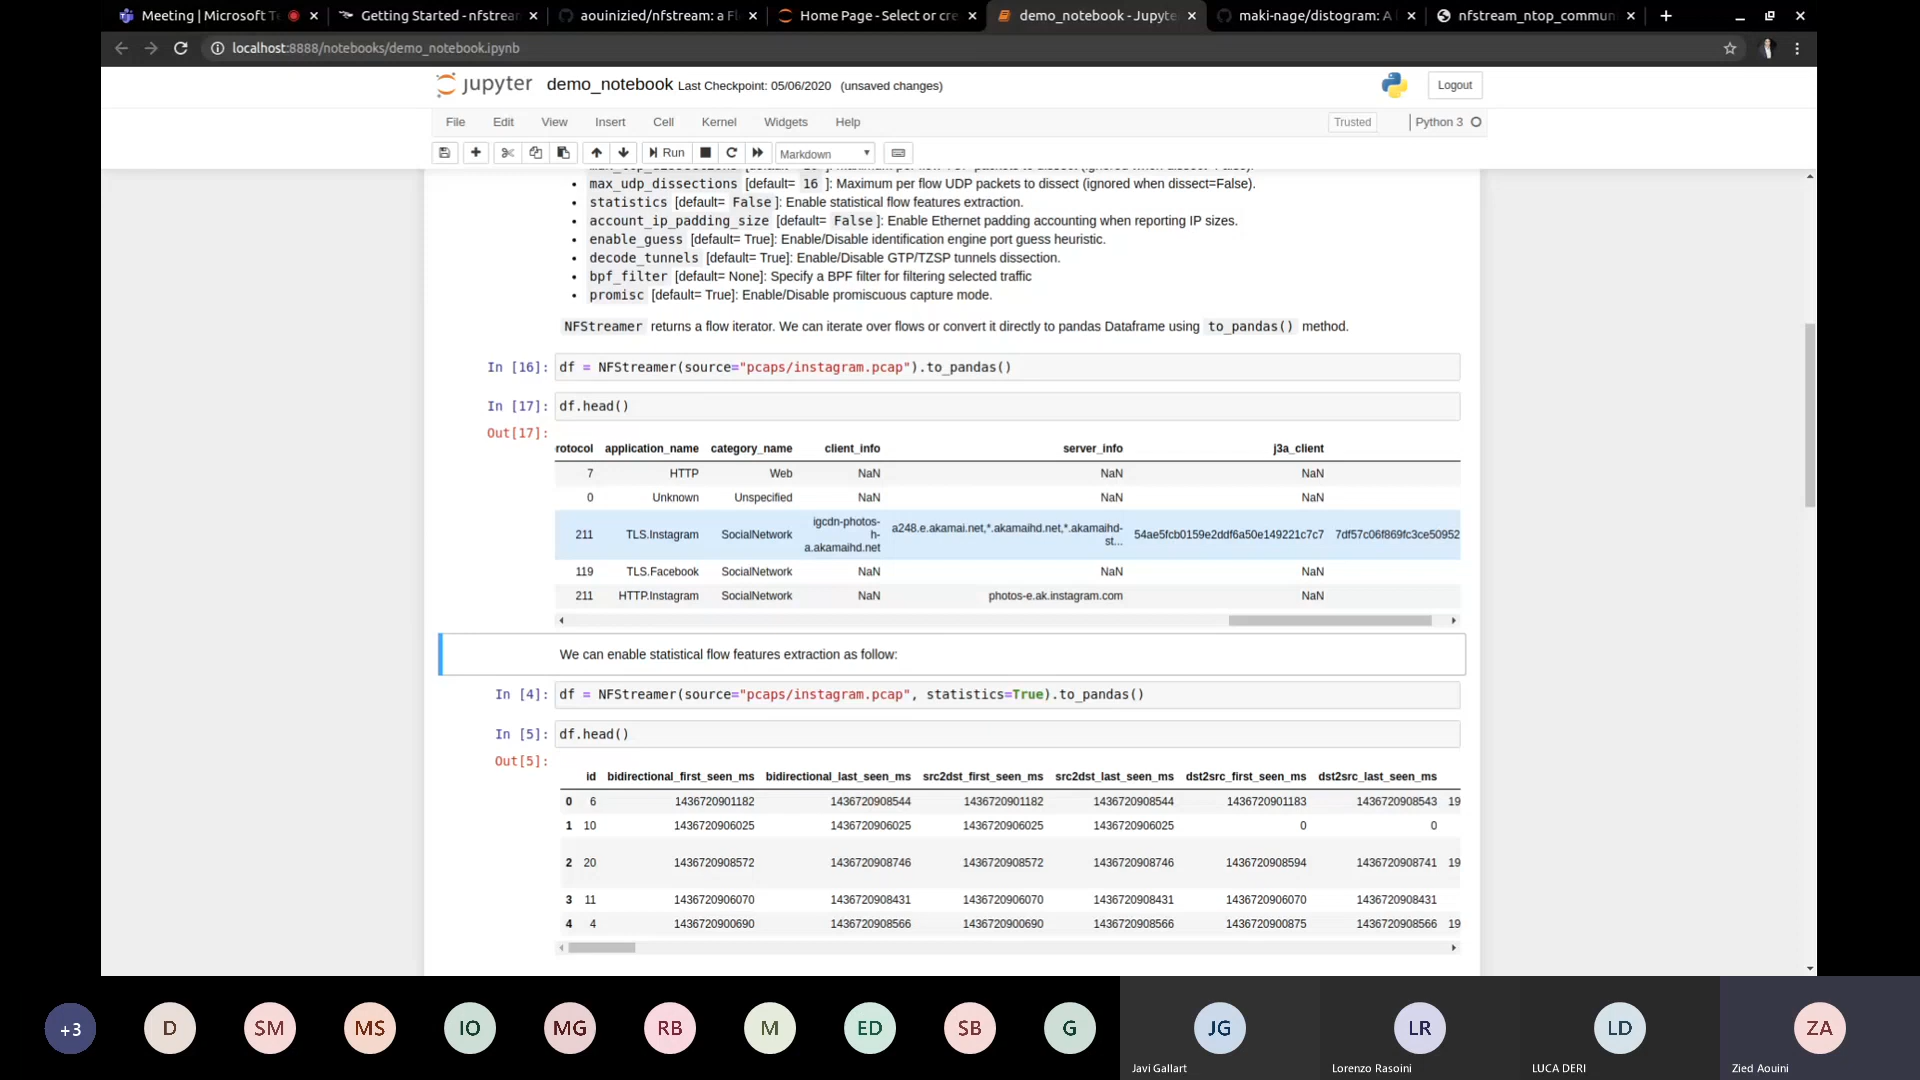 Meeting | Microsoft Te
Getting Started - nfstrean
aouinizied/nfstream: a Fl
Home Page - Select or cre
demo_notebook - Jupyte
maki-nage/distogram: A
nfstream_ntop_commun
localhost:8888/notebooks/demo_notebook.ipynb
jupyter demo_notebook Last Checkpoint: 05/06/2020 (unsaved changes)
Logout
File Edit View Insert Cell Kernel Widgets Help
Trusted
Python 3
Run
Markdown
max_udp_dissections [default= 16 ]: Maximum per flow UDP packets to dissect (ignored when dissect=False).
statistics [default= False ]: Enable statistical flow features extraction.
account_ip_padding_size [default= False ]: Enable Ethernet padding accounting when reporting IP sizes.
enable_guess [default= True]: Enable/Disable identification engine port guess heuristic.
decode_tunnels [default= True]: Enable/Disable GTP/TZSP tunnels dissection.
bpf_filter [default= None]: Specify a BPF filter for filtering selected traffic
promisc [default= True]: Enable/Disable promiscuous capture mode.
NFStreamer returns a flow iterator. We can iterate over flows or convert it directly to pandas Dataframe using to_pandas() method.
In [16]: df = NFStreamer(source="pcaps/instagram.pcap").to_pandas()
In [17]: df.head()
Out[17]:
rotocol application_name category_name client_info server_info j3a_client
7 HTTP Web NaN NaN NaN
0 Unknown Unspecified NaN NaN NaN
211 TLS.Instagram SocialNetwork igcdn-photos-h-a.akamaihd.net a248.e.akamai.net,*.akamaihd.net,*.akamaihd-st... 54ae5fcb0159e2ddf6a50e149221c7c7 7df57c06f869fc3ce50952
119 TLS.Facebook SocialNetwork NaN NaN NaN
211 HTTP.Instagram SocialNetwork NaN photos-e.ak.instagram.com NaN
We can enable statistical flow features extraction as follow:
In [4]: df = NFStreamer(source="pcaps/instagram.pcap", statistics=True).to_pandas()
In [5]: df.head()
Out[5]:
id bidirectional_first_seen_ms bidirectional_last_seen_ms src2dst_first_seen_ms src2dst_last_seen_ms dst2src_first_seen_ms dst2src_last_seen_ms
0 6 1436720901182 1436720908544 1436720901182 1436720908544 1436720901183 1436720908543 19
1 10 1436720906025 1436720906025 1436720906025 1436720906025 0 0
2 20 1436720908572 1436720908746 1436720908572 1436720908746 1436720908594 1436720908741 19
3 11 1436720906070 1436720908431 1436720906070 1436720908431 1436720906070 1436720908431
4 4 1436720900690 1436720908566 1436720900690 1436720908566 1436720900875 1436720908566 19
+3 D SM MS IO MG RB M ED SB G JG LR LD ZA
Javi Gallart
Lorenzo Rasoini
LUCA DERI
Zied Aouini